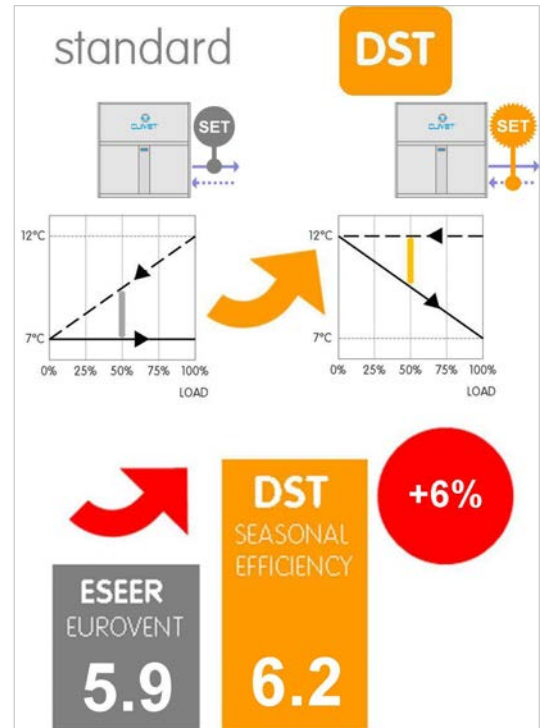 standard
DST
CLIVET
SET
CLIVET
SET
12°C
7°C
0% 25% 50% 75% 100%
LOAD
12°C
7°C
0% 25% 50% 75% 100%
LOAD
DST
SEASONAL
EFFICIENCY
6.2
+6%
ESEER
EUROVENT
5.9